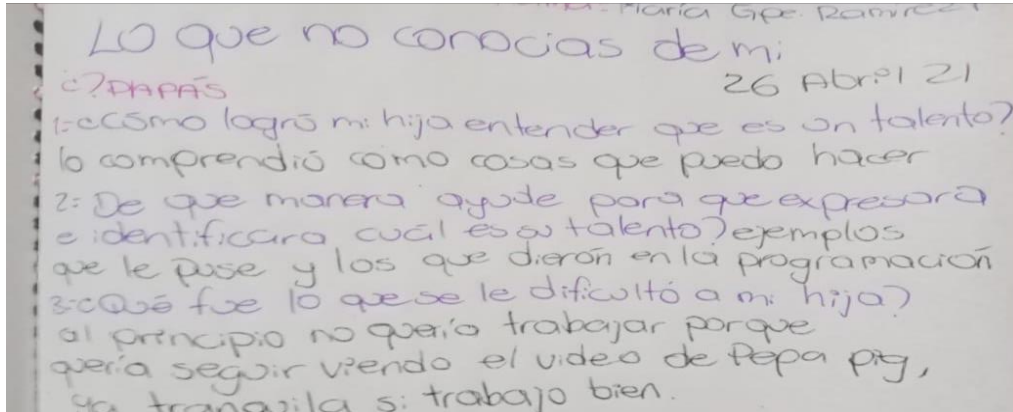 María Gpe. Ramírez
Lo que no conocias de mi
¿?PAPÁS
26 Abril 21
1:¿Cómo logró mi hija entender que es un talento?
lo comprendió como cosas que puedo hacer
2: De que manera ayude para que expresara
e identificara cuál es su talento? ejemplos
que le puse y los que dierón en la programación
3:¿Qué fue lo que se le dificultó a mi hija?
al principio no quería trabajar porque
quería seguir viendo el video de Pepa pig,
ya tranquila si trabajo bien.